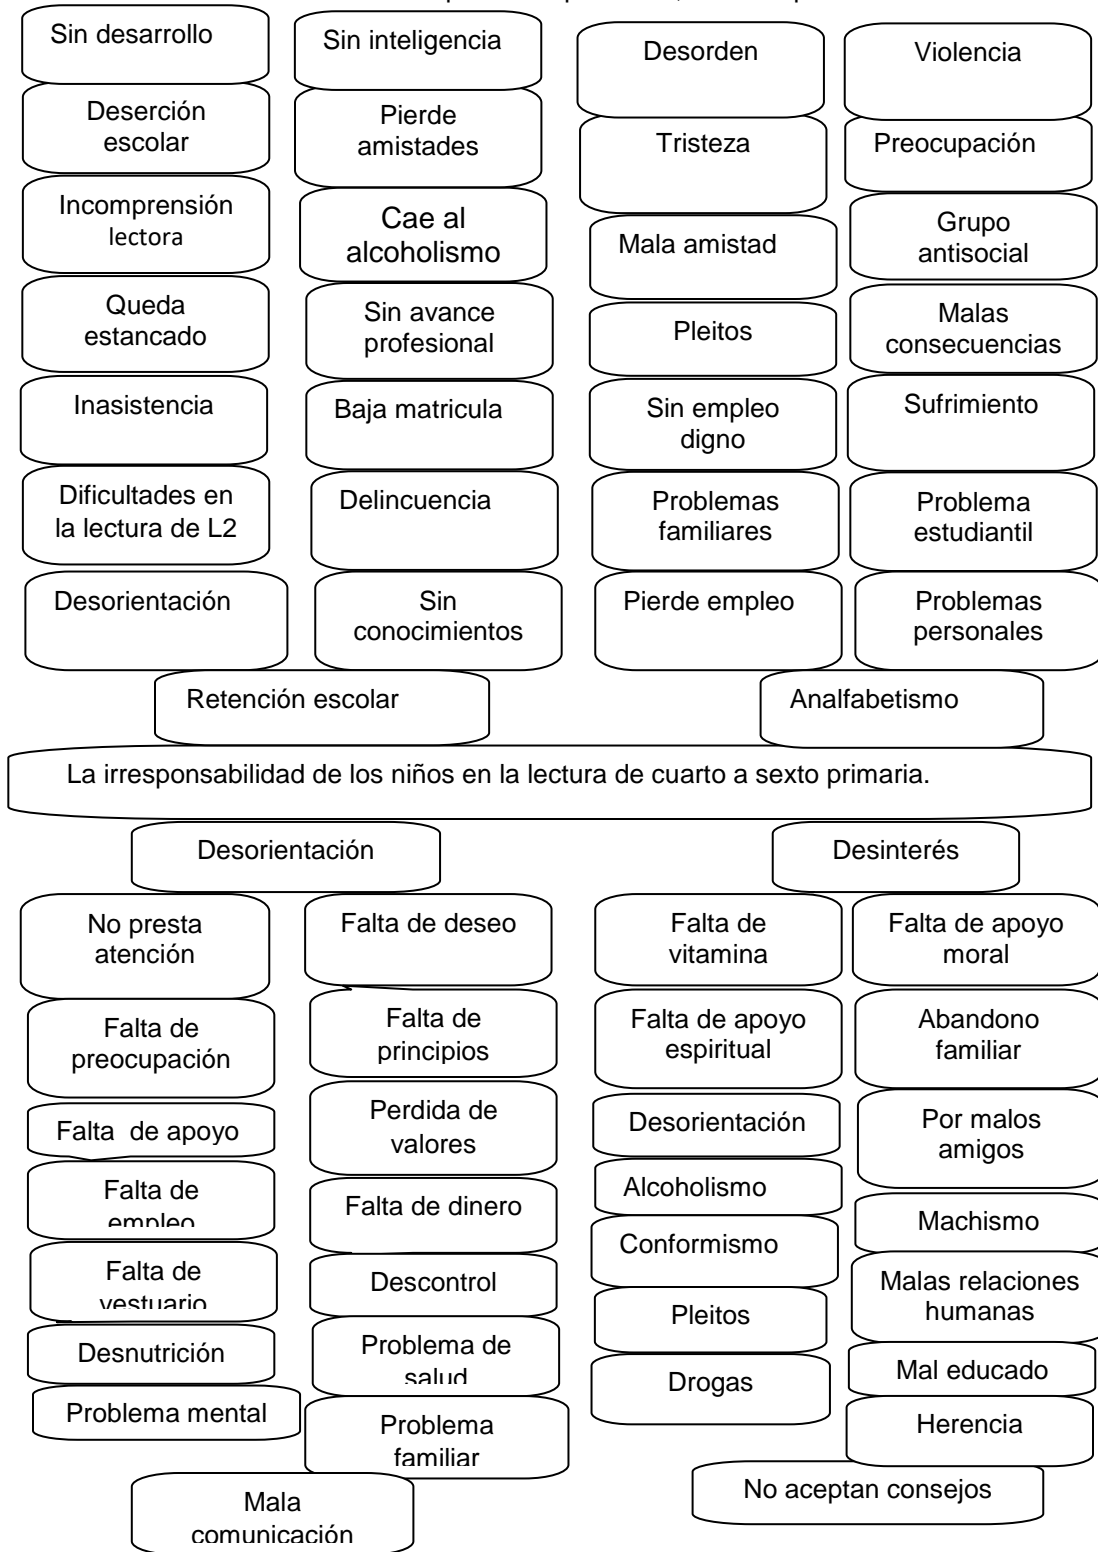 Sin desarrollo
Sin inteligencia
Desorden
Violencia
Deserción
escolar
Pierde
amistades
Tristeza
Preocupación
Incomprensión
lectora
Cae al
alcoholismo
Mala amistad
Grupo
antisocial
Queda
estancado
Sin avance
profesional
Pleitos
Malas
consecuencias
Inasistencia
Baja matricula
Sin empleo
digno
Sufrimiento
Dificultades en
la lectura de L2
Delincuencia
Problemas
familiares
Problema
estudiantil
Desorientación
Sin
conocimientos
Pierde empleo
Problemas
personales
Retención escolar
Analfabetismo
La irresponsabilidad de los niños en la lectura de cuarto a sexto primaria.
Desorientación
Desinterés
No presta
atención
Falta de deseo
Falta de
vitamina
Falta de apoyo
moral
Falta de
preocupación
Falta de
principios
Falta de apoyo
espiritual
Abandono
familiar
Falta  de apoyo
Perdida de
valores
Desorientación
Por malos
amigos
Falta de
empleo
Falta de dinero
Alcoholismo
Machismo
Falta de
vestuario
Descontrol
Conformismo
Malas relaciones
humanas
Desnutrición
Problema de
salud
Pleitos
Mal educado
Problema mental
Problema
familiar
Drogas
Herencia
Mala
comunicación
No aceptan consejos